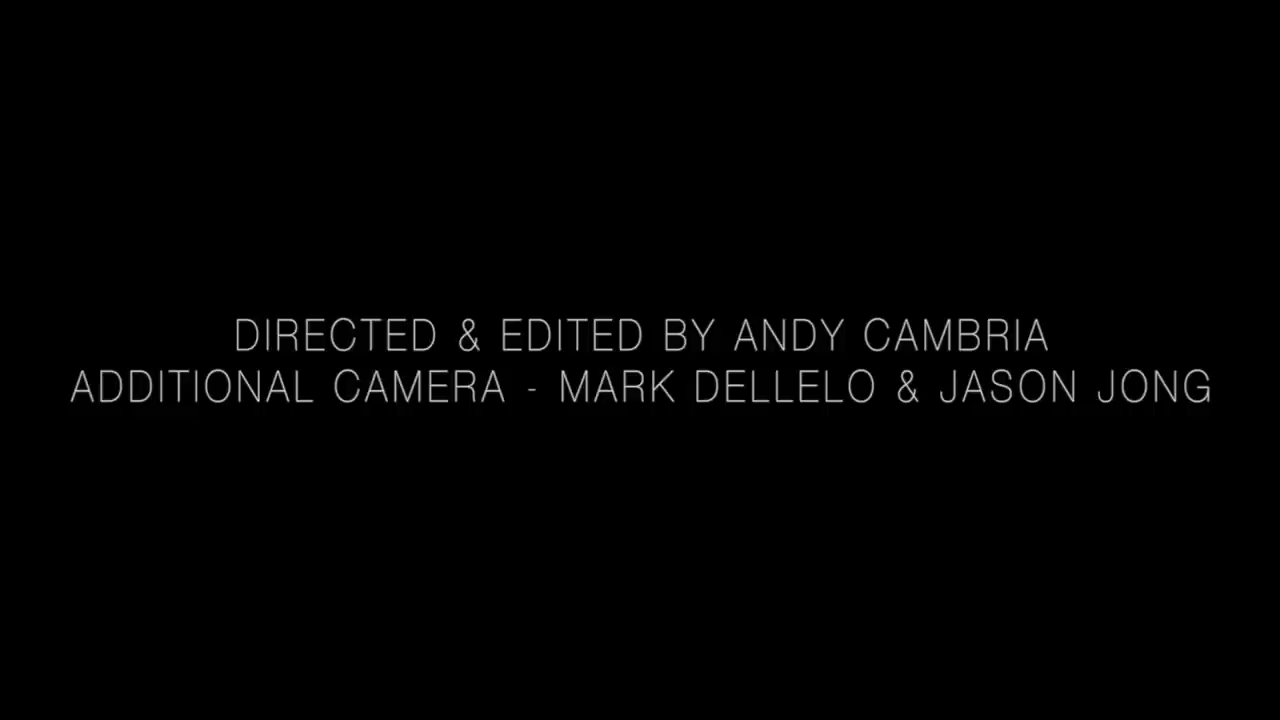 DIRECTED & EDITED BY ANDY CAMBRIA
ADDITIONAL CAMERA - MARK DELLELO & JASON JONG